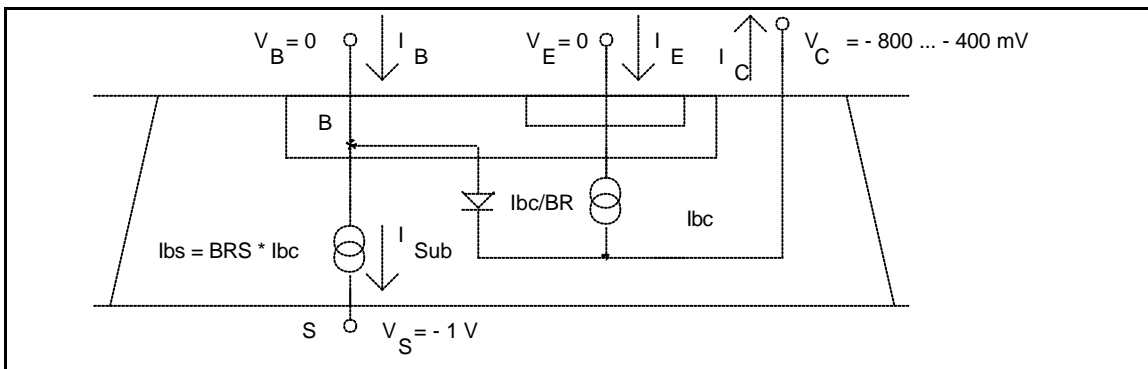 V_B = 0
I_B
V_E = 0
I_E
I_C
V_C = - 800 ... - 400 mV
B
Ibc/BR
Ibc
Ibs = BRS * Ibc
I_Sub
S
V_S = - 1 V